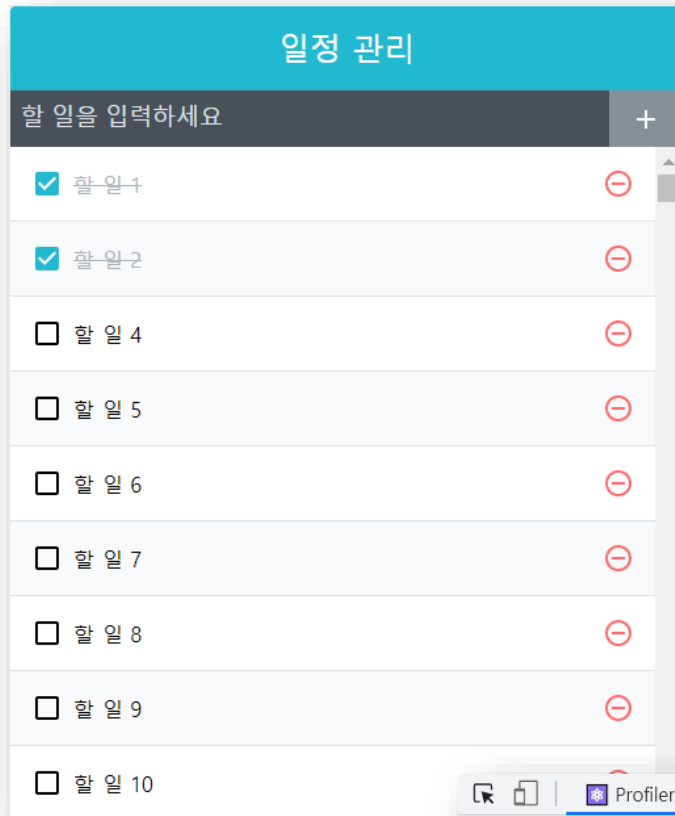 일정 관리
할 일을 입력하세요
할 일 1
할 일 2
할 일 4
할 일 5
할 일 6
할 일 7
할 일 8
할 일 9
할 일 10
Profiler